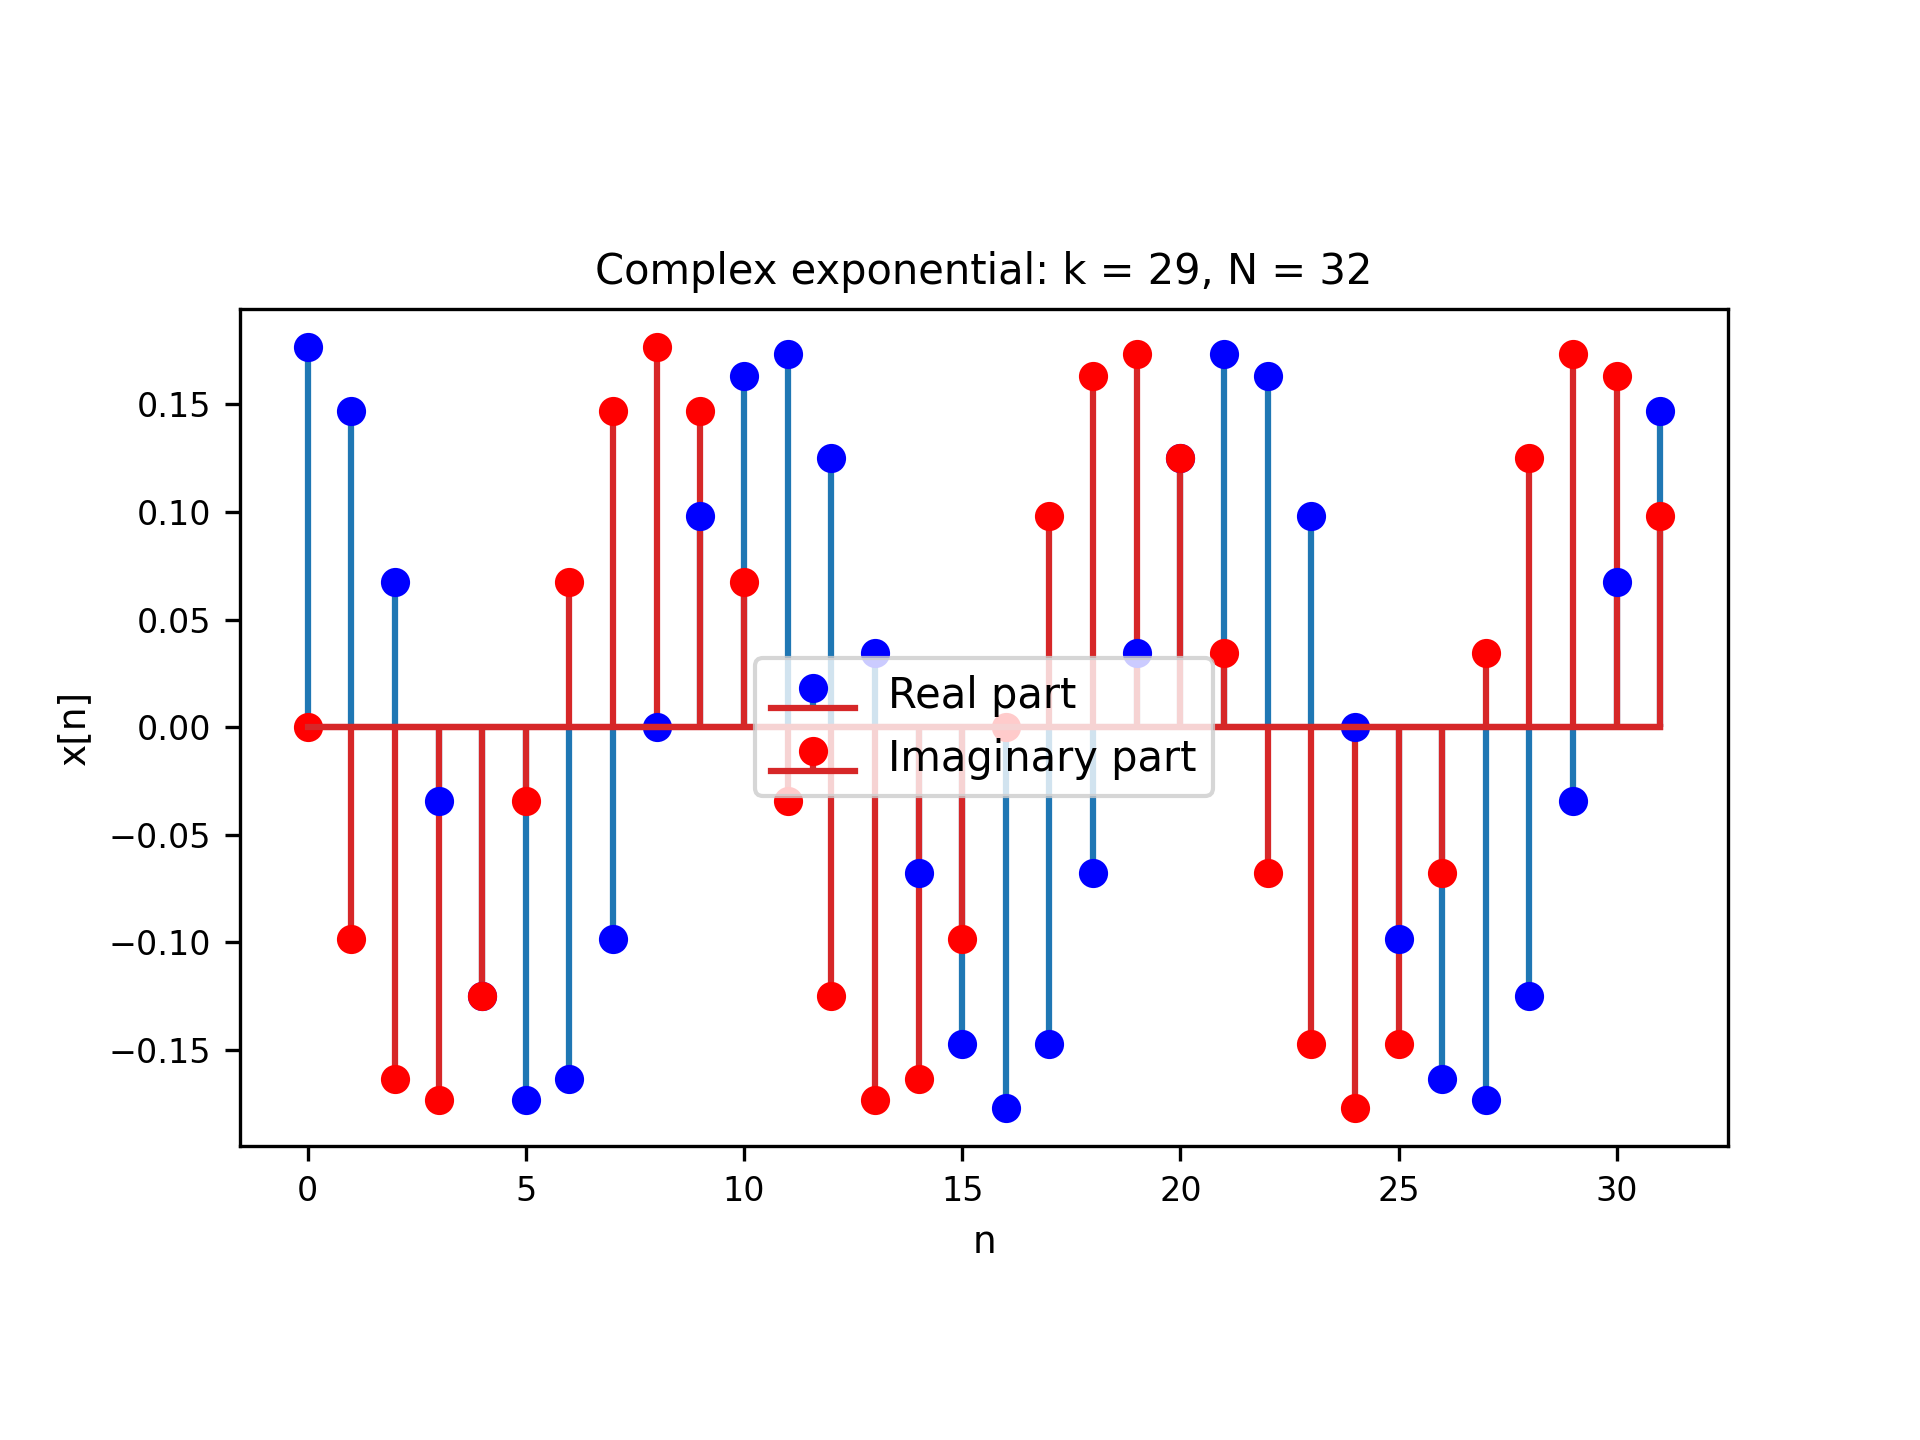 Complex exponential: k = 29, N = 32
x[n]
0.15
0.10
0.05
0.00
−0.05
−0.10
−0.15
Real part
Imaginary part
0 5 10 15 20 25 30
n